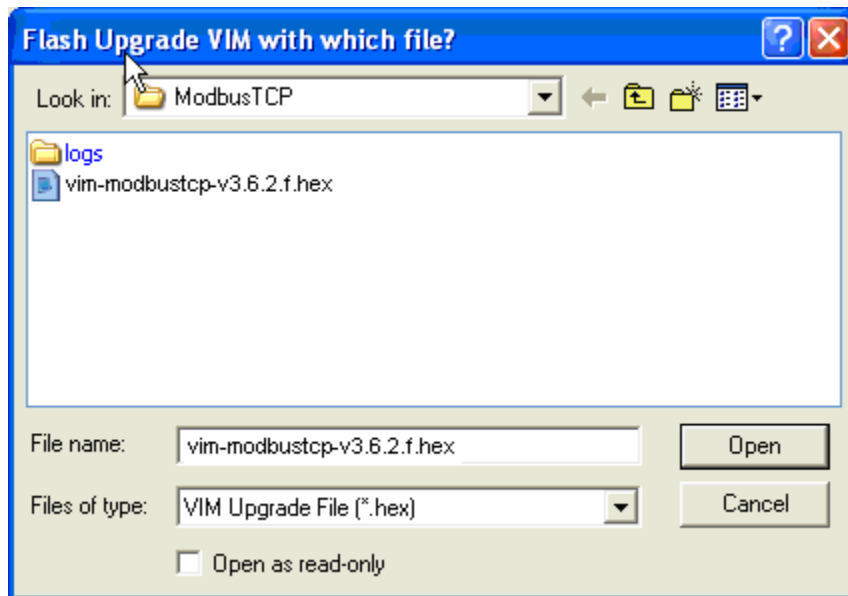 Flash Upgrade VIM with which file?
Look in: ModbusTCP
logs
vim-modbustcp-v3.6.2.f.hex
File name: vim-modbustcp-v3.6.2.f.hex Open
Files of type: VIM Upgrade File (*.hex) Cancel
Open as read-only